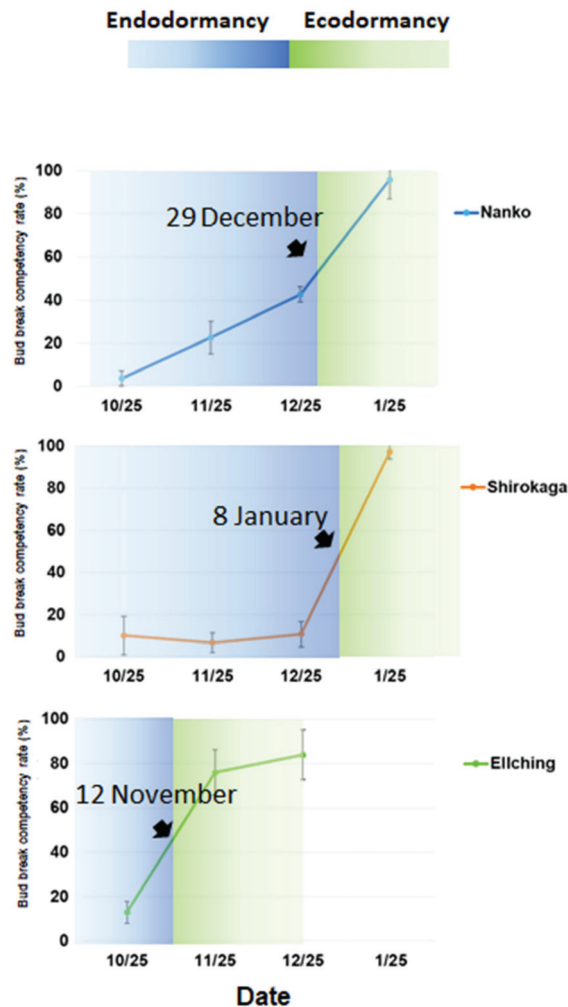 Endodormancy Ecodormancy
Bud break competency rate (%)
100
80
60
40
20
0
29 December
10/25 11/25 12/25 1/25
Nanko
Bud break competency rate (%)
100
80
60
40
20
0
8 January
10/25 11/25 12/25 1/25
Shirokaga
Bud break competency rate (%)
100
80
60
40
20
0
12 November
10/25 11/25 12/25 1/25
Ellching
Date